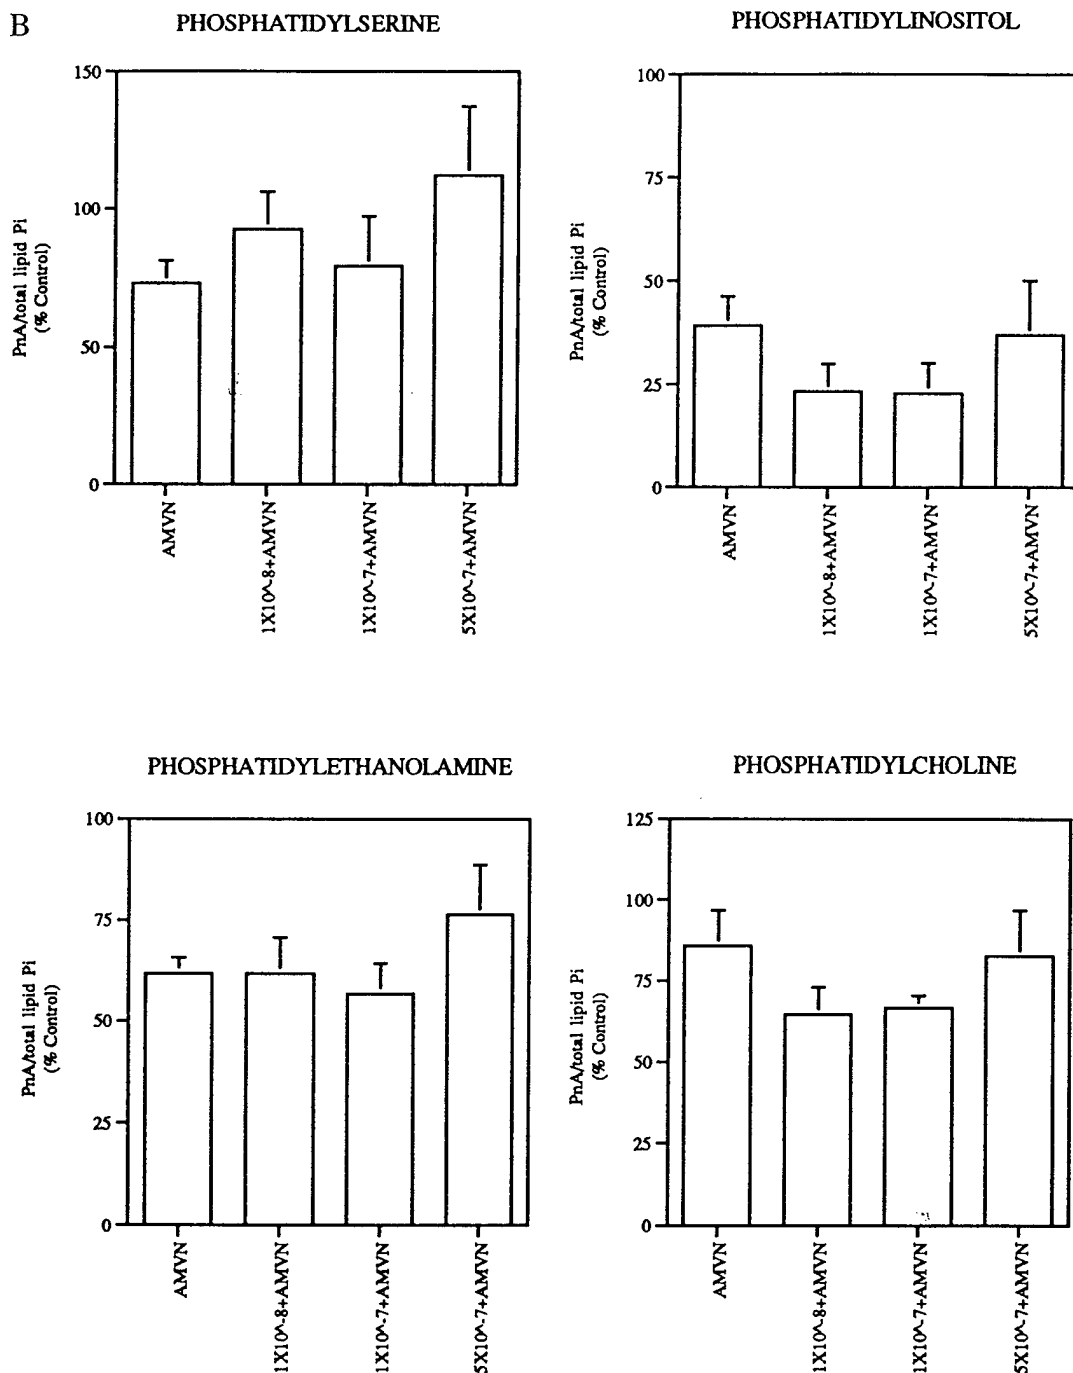 B
PHOSPHATIDYLSERINE
PnA/total lipid Pi
(% Control)
150
100
50
0
AMVN
1X10^-8+AMVN
1X10^-7+AMVN
5X10^-7+AMVN
PHOSPHATIDYLINOSITOL
PnA/total lipid Pi
(% Control)
100
75
50
25
0
AMVN
1X10^-8+AMVN
1X10^-7+AMVN
5X10^-7+AMVN
PHOSPHATIDYLETHANOLAMINE
PnA/total lipid Pi
(% Control)
100
75
50
25
0
AMVN
1X10^-8+AMVN
1X10^-7+AMVN
5X10^-7+AMVN
PHOSPHATIDYLCHOLINE
PnA/total lipid Pi
(% Control)
125
100
75
50
25
0
AMVN
1X10^-8+AMVN
1X10^-7+AMVN
5X10^-7+AMVN